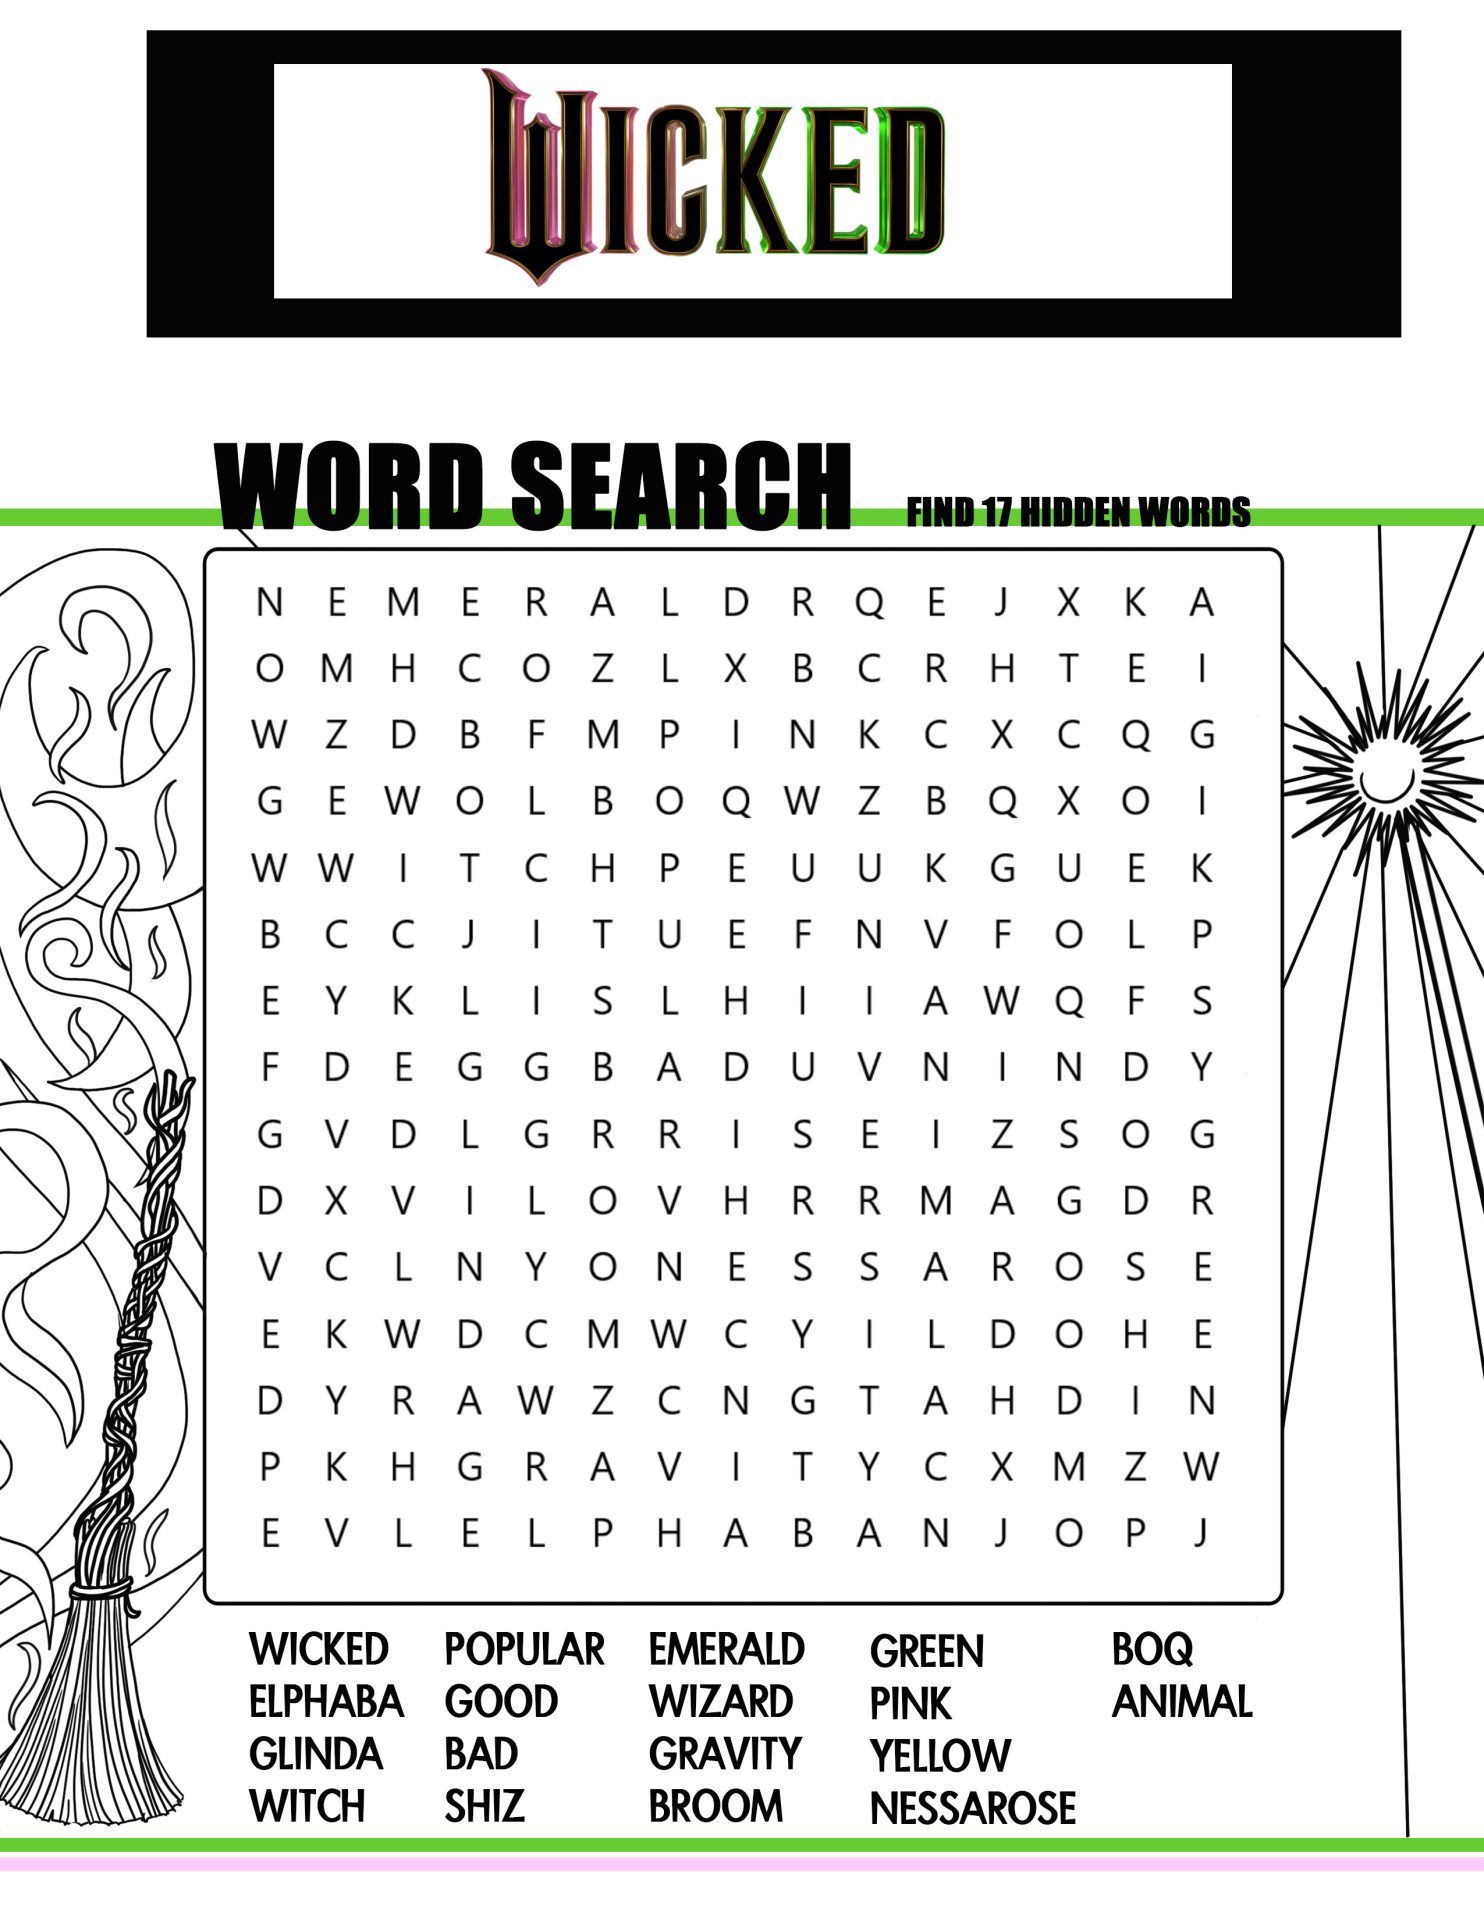 WICKED
WORD SEARCH FIND 17 HIDDEN WORDS
N E M E R A L D R Q E J X K A
O M H C O Z L X B C R H T E I
W Z D B F M P I N K C X C Q G
G E W O L B O Q W Z B Q X O I
W W I T C H P E U U K G U E K
B C C J I T U E F N V F O L P
E Y K L I S L H I I A W Q F S
F D E G G B A D U V N I N D Y
G V D L G R R I S E I Z S O G
D X V I L O V H R R M A G D R
V C L N Y O N E S S A R O S E
E K W D C M W C Y I L D O H E
D Y R A W Z C N G T A H D I N
P K H G R A V I T Y C X M Z W
E V L E L P H A B A N J O P J
WICKED POPULAR EMERALD GREEN BOQ
ELPHABA GOOD WIZARD PINK ANIMAL
GLINDA BAD GRAVITY YELLOW
WITCH SHIZ BROOM NESSAROSE